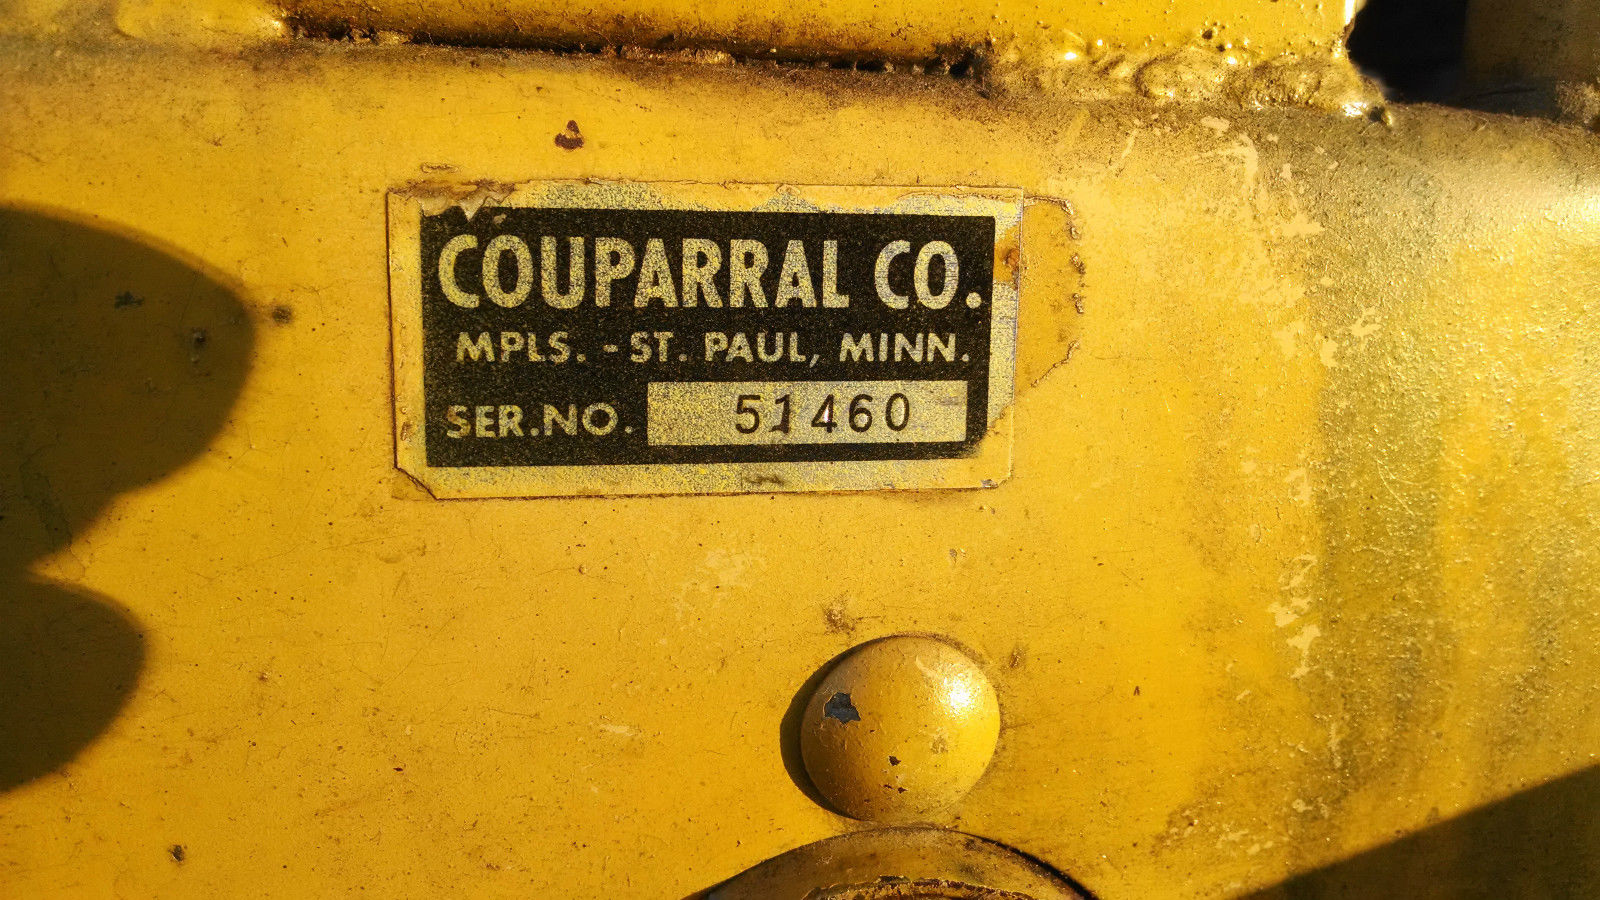 COUPARRAL CO.
MPLS. - ST. PAUL, MINN.
SER.NO. 51460